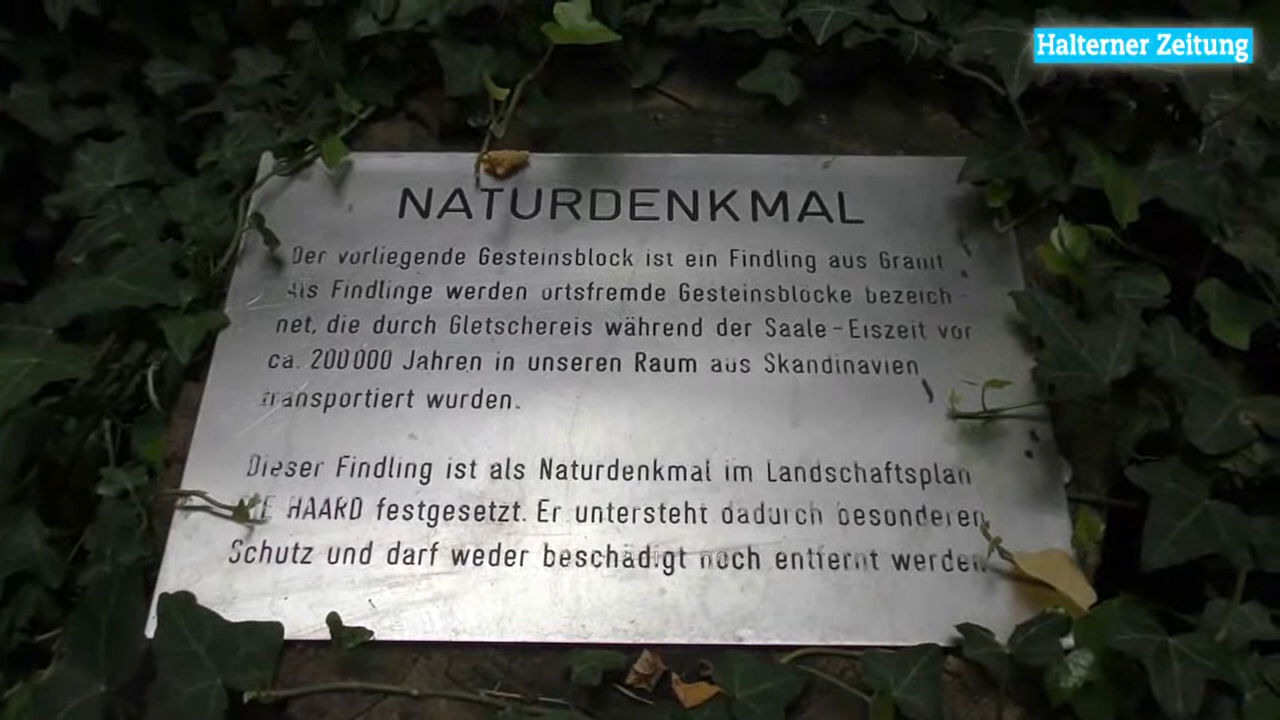 Halterner Zeitung
NATURDENKMAL
Der vorliegende Gesteinsblock ist ein Findling aus Granit
Als Findlinge werden ortsfremde Gesteinsblöcke bezeich-
net, die durch Gletschereis während der Saale-Eiszeit vor
ca. 200000 Jahren in unseren Raum aus Skandinavien
transportiert wurden.
Dieser Findling ist als Naturdenkmal im Landschaftsplan
DIE HAARD festgesetzt. Er untersteht dadurch besonderen
Schutz und darf weder beschädigt noch entfernt werden